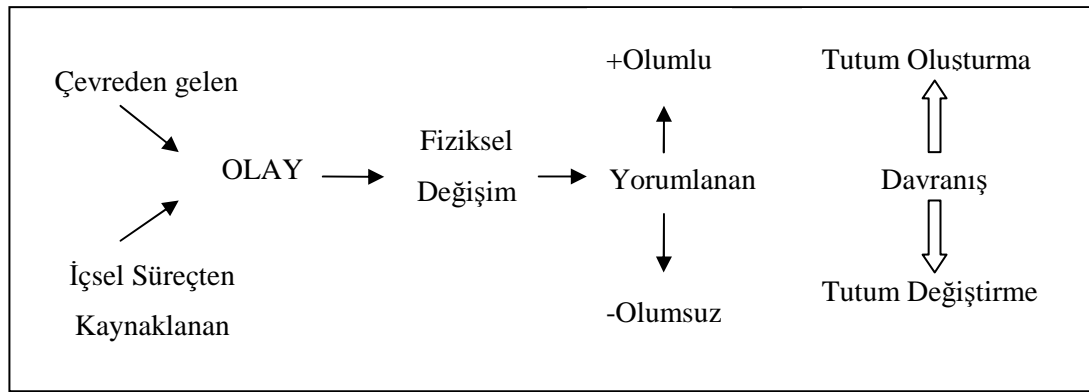 Çevreden gelen
OLAY
İçsel Süreçten
Kaynaklanan
Fiziksel
Değişim
+Olumlu
Yorumlanan
-Olumsuz
Tutum Oluşturma
Davranış
Tutum Değiştirme